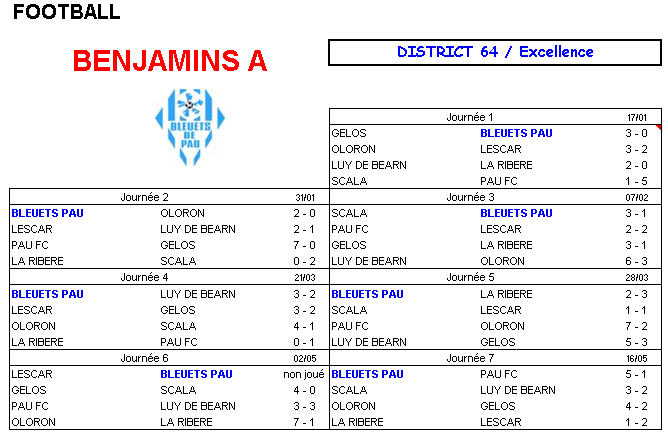 FOOTBALL
BENJAMINS A
DISTRICT 64 / Excellence
BLEUETS
DE
PAU
Journée 1 17/01
GELOS BLEUETS PAU 3 - 0
OLORON LESCAR 3 - 2
LUY DE BEARN LA RIBERE 2 - 0
SCALA PAU FC 1 - 5
Journée 2 31/01
BLEUETS PAU OLORON 2 - 0
LESCAR LUY DE BEARN 2 - 1
PAU FC GELOS 7 - 0
LA RIBERE SCALA 0 - 2
Journée 3 07/02
SCALA BLEUETS PAU 3 - 1
PAU FC LESCAR 2 - 2
GELOS LA RIBERE 3 - 1
LUY DE BEARN OLORON 6 - 3
Journée 4 21/03
BLEUETS PAU LUY DE BEARN 3 - 2
LESCAR GELOS 3 - 2
OLORON SCALA 4 - 1
LA RIBERE PAU FC 0 - 1
Journée 5 28/03
BLEUETS PAU LA RIBERE 2 - 3
SCALA LESCAR 1 - 1
PAU FC OLORON 7 - 2
LUY DE BEARN GELOS 5 - 3
Journée 6 02/05
LESCAR BLEUETS PAU non joué
GELOS SCALA 4 - 0
PAU FC LUY DE BEARN 3 - 3
OLORON LA RIBERE 7 - 1
Journée 7 16/05
BLEUETS PAU PAU FC 5 - 1
SCALA LUY DE BEARN 3 - 2
OLORON GELOS 4 - 2
LA RIBERE LESCAR 1 - 2